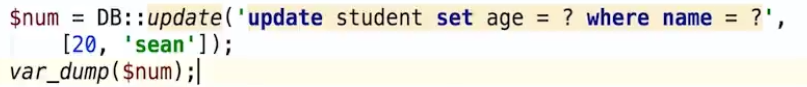 $num = DB::update('update student set age = ? where name = ?',
    [20, 'sean']);
var_dump($num);